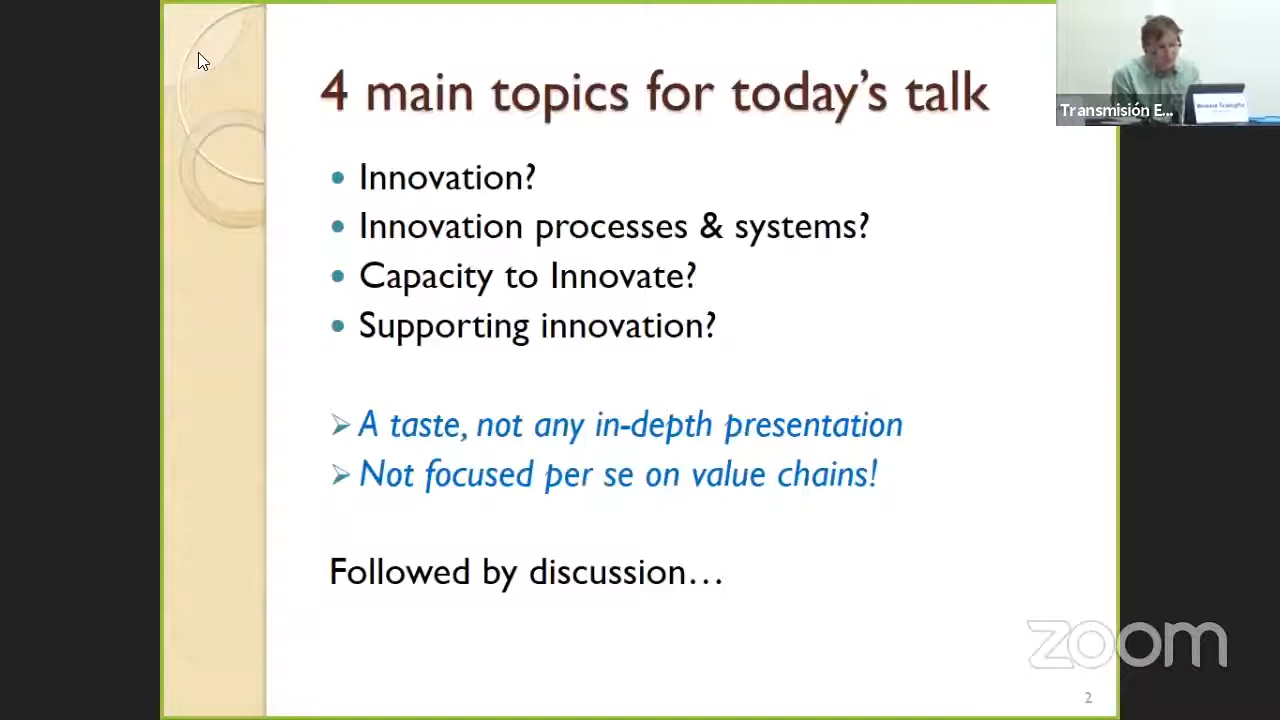 4 main topics for today's talk
Transmisión E...
• Innovation?
• Innovation processes & systems?
• Capacity to Innovate?
• Supporting innovation?
➢ A taste, not any in-depth presentation
➢ Not focused per se on value chains!
Followed by discussion…
zoom
2